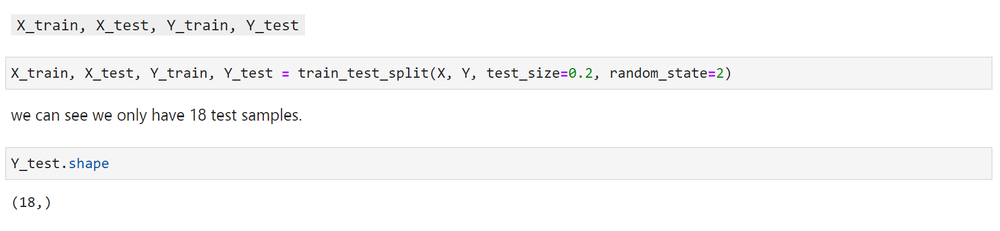 X_train, X_test, Y_train, Y_test
X_train, X_test, Y_train, Y_test = train_test_split(X, Y, test_size=0.2, random_state=2)
we can see we only have 18 test samples.
Y_test.shape
(18,)